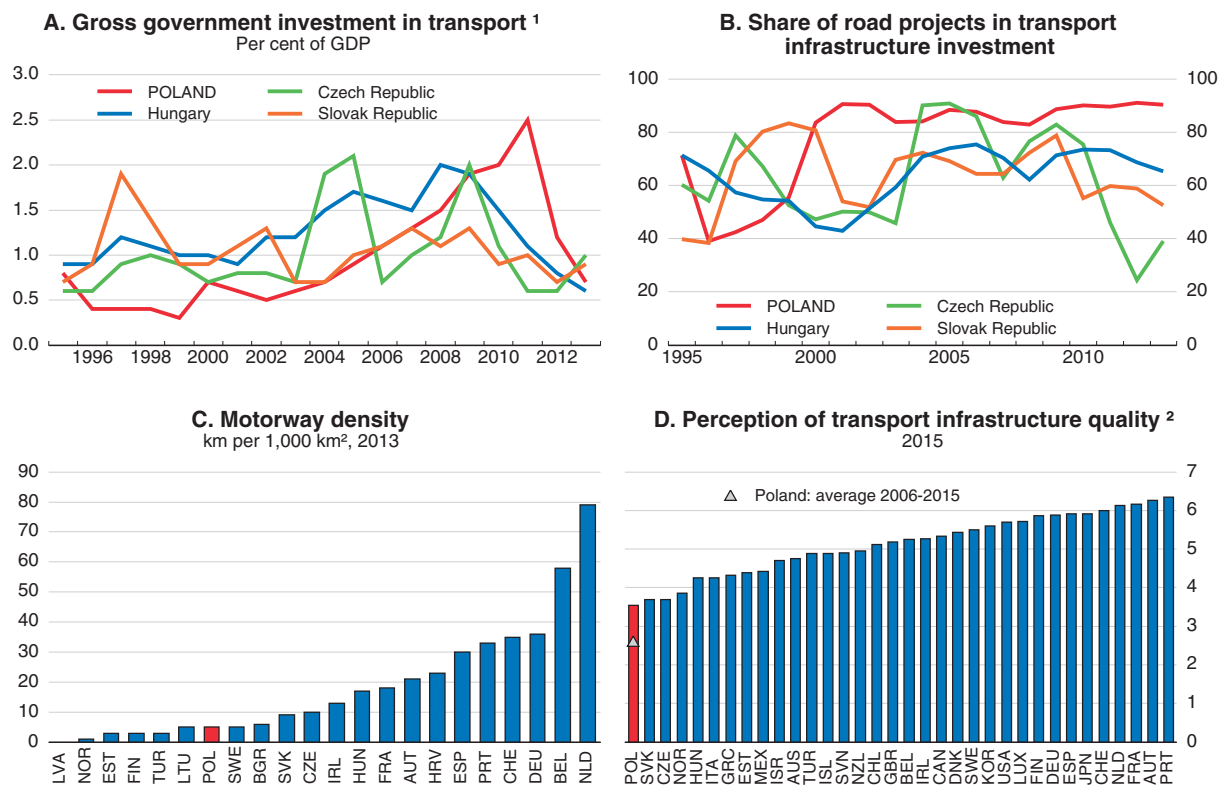 A. Gross government investment in transport ¹
Per cent of GDP
3.0
2.5
2.0
1.5
1.0
0.5
0.0
POLAND
Hungary
Czech Republic
Slovak Republic
1996 1998 2000 2002 2004 2006 2008 2010 2012
B. Share of road projects in transport
infrastructure investment
100 100
80 80
60 60
40 40
20 20
0 0
POLAND
Hungary
Czech Republic
Slovak Republic
1995 2000 2005 2010
C. Motorway density
km per 1,000 km², 2013
90
80
70
60
50
40
30
20
10
0
LVA NOR EST FIN TUR LTU POL SWE BGR SVK CZE IRL HUN FRA AUT HRV ESP PRT CHE DEU BEL NLD
D. Perception of transport infrastructure quality ²
2015
Poland: average 2006-2015
7
6
5
4
3
2
1
0
POL SVK CZE NOR HUN ITA GRC EST MEX ISR AUS TUR ISL SVN NZL CHL GBR BEL IRL CAN DNK SWE KOR USA LUX FIN DEU ESP JPN CHE NLD FRA AUT PRT